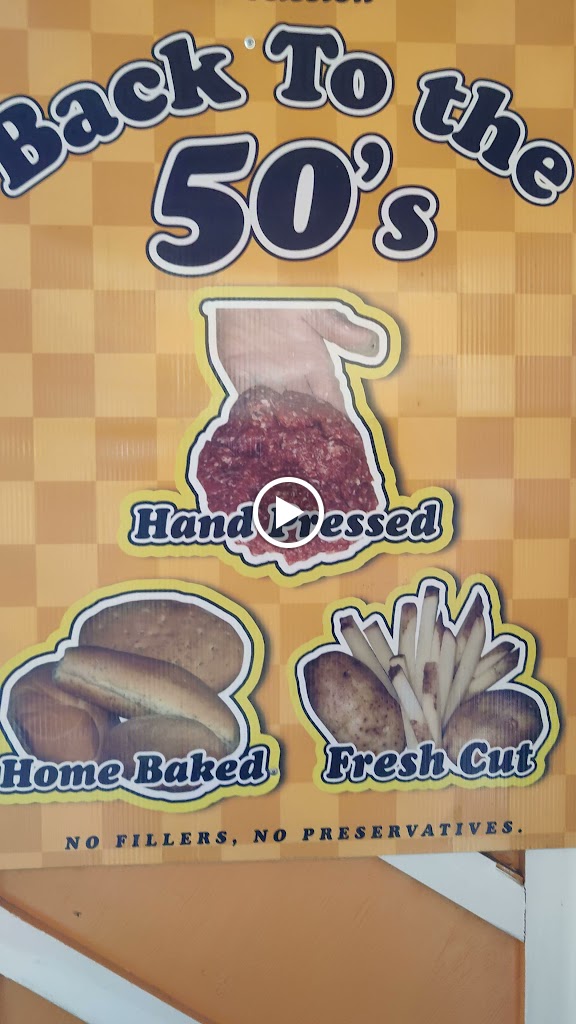 Back To the
50's
Hand Pressed
Home Baked
Fresh Cut
NO FILLERS, NO PRESERVATIVES.